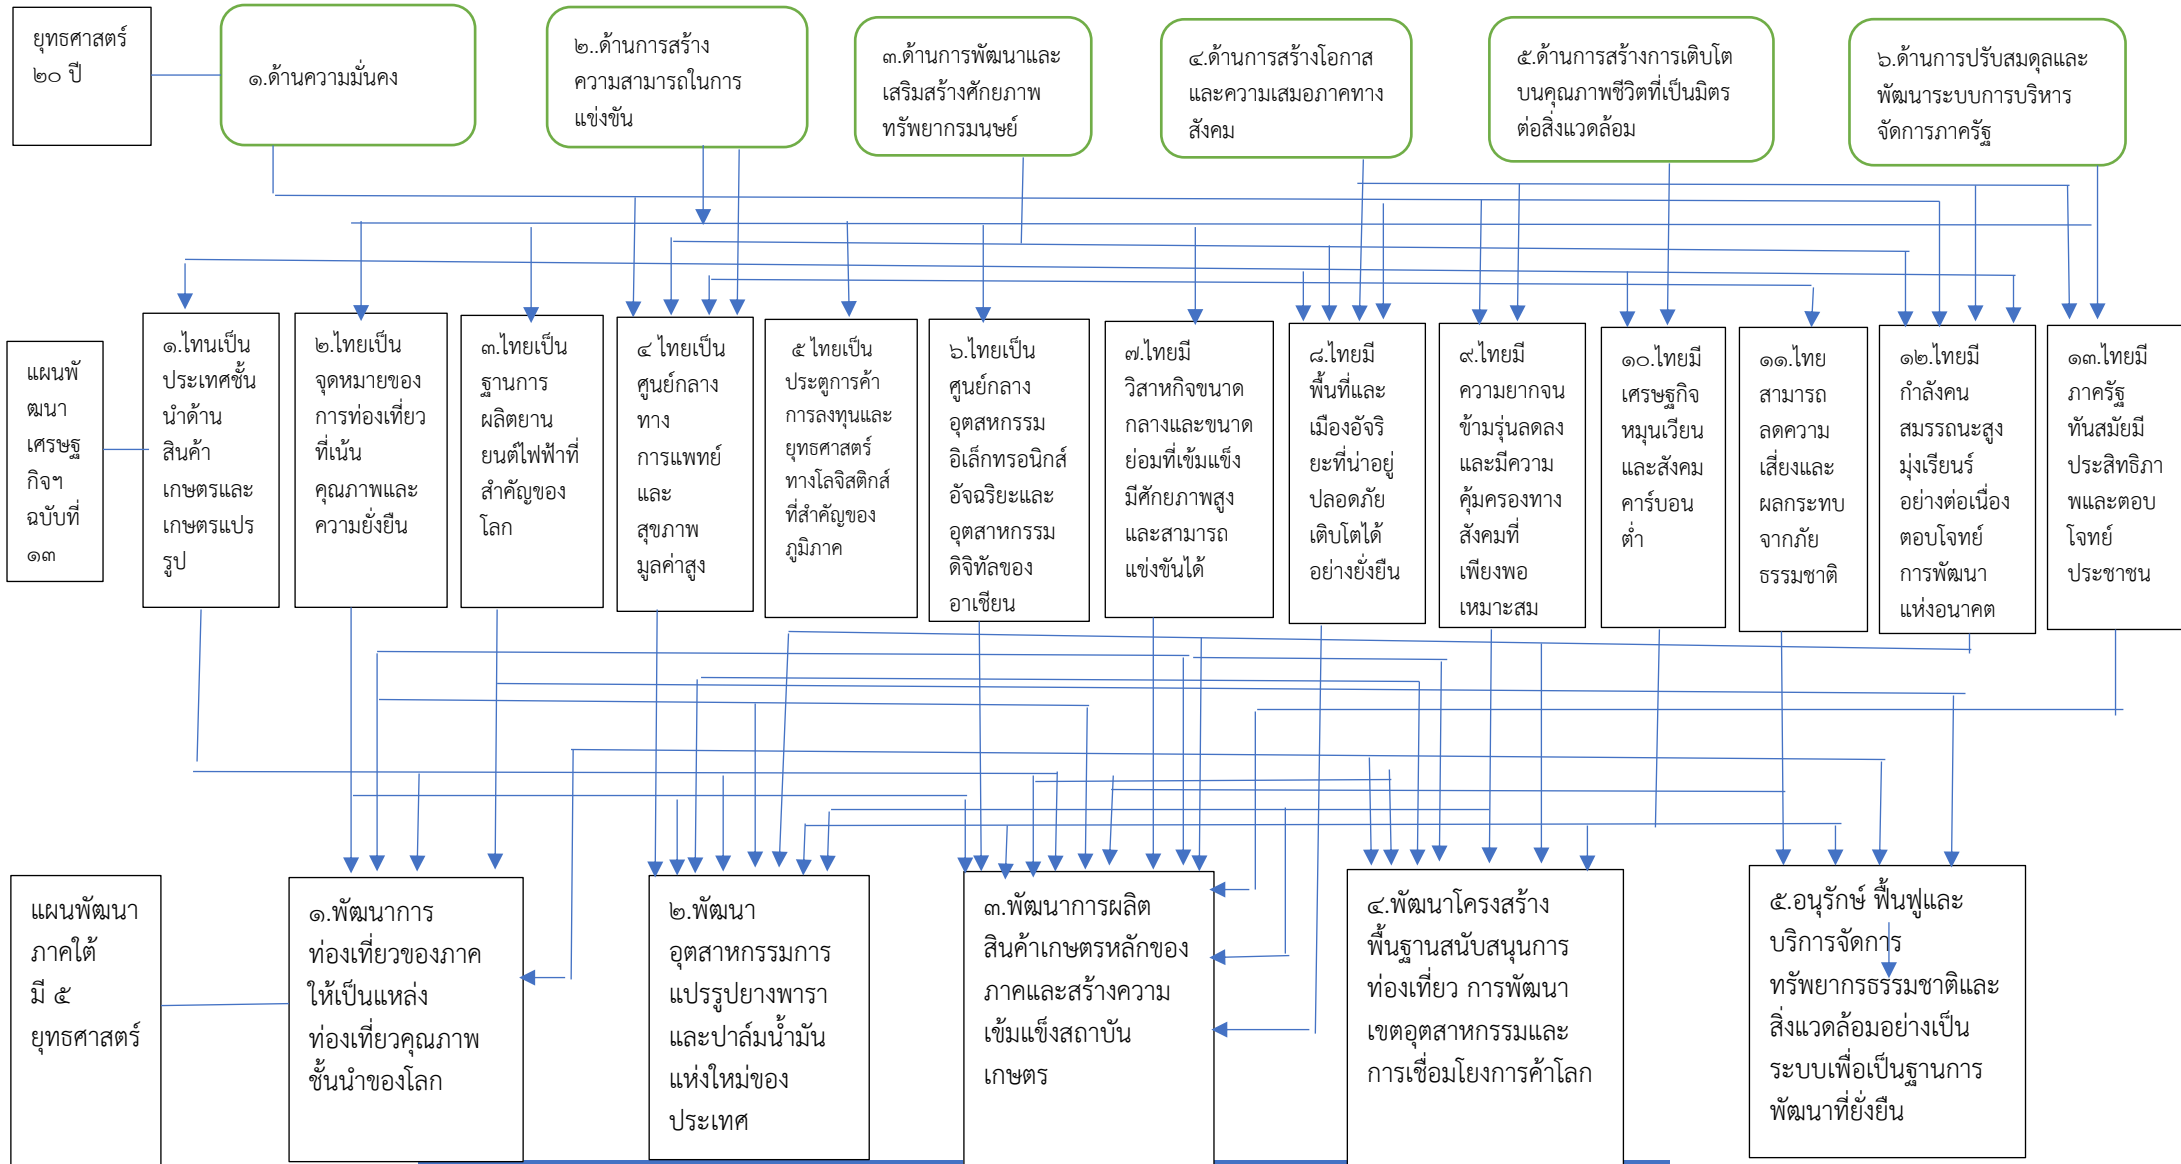 ยุทธศาสตร์
๒๐ ปี
๑.ด้านความมั่นคง
๒..ด้านการสร้าง
ความสามารถในการ
แข่งขัน
๓.ด้านการพัฒนาและ
เสริมสร้างศักยภาพ
ทรัพยากรมนษย์
๔.ด้านการสร้างโอกาส
และความเสมอภาคทาง
สังคม
๕.ด้านการสร้างการเติบโต
บนคุณภาพชีวิตที่เป็นมิตร
ต่อสิ่งแวดล้อม
๖.ด้านการปรับสมดุลและ
พัฒนาระบบการบริหาร
จัดการภาครัฐ
แผนพั
ฒนา
เศรษฐ
กิจฯ
ฉบับที่
๑๓
๑.ไทนเป็น
ประเทศชั้น
นำด้าน
สินค้า
เกษตรและ
เกษตรแปร
รูป
๒.ไทยเป็น
จุดหมายของ
การท่องเที่ยว
ที่เน้น
คุณภาพและ
ความยั่งยืน
๓.ไทยเป็น
ฐานการ
ผลิตยาน
ยนต์ไฟฟ้าที่
สำคัญของ
โลก
๔ ไทยเป็น
ศูนย์กลาง
ทาง
การแพทย์
และ
สุขภาพ
มูลค่าสูง
๕ ไทยเป็น
ประตูการค้า
การลงทุนและ
ยุทธศาสตร์
ทางโลจิสติกส์
ที่สำคัญของ
ภูมิภาค
๖.ไทยเป็น
ศูนย์กลาง
อุตสหกรรม
อิเล็กทรอนิกส์
อัจฉริยะและ
อุตสาหกรรม
ดิจิทัลของ
อาเซียน
๗.ไทยมี
วิสาหกิจขนาด
กลางและขนาด
ย่อมที่เข้มแข็ง
มีศักยภาพสูง
และสามารถ
แข่งขันได้
๘.ไทยมี
พื้นที่และ
เมืองอัจริ
ยะที่น่าอยู่
ปลอดภัย
เติบโตได้
อย่างยั่งยืน
๙.ไทยมี
ความยากจน
ข้ามรุ่นลดลง
และมีความ
คุ้มครองทาง
สังคมที่
เพียงพอ
เหมาะสม
๑๐.ไทยมี
เศรษฐกิจ
หมุนเวียน
และสังคม
คาร์บอน
ต่ำ
๑๑.ไทย
สามารถ
ลดความ
เสี่ยงและ
ผลกระทบ
จากภัย
ธรรมชาติ
๑๒.ไทยมี
กำลังคน
สมรรถนะสูง
มุ่งเรียนร์
อย่างต่อเนื่อง
ตอบโจทย์
การพัฒนา
แห่งอนาคต
๑๓.ไทยมี
ภาครัฐ
ทันสมัยมี
ประสิทธิภา
พและตอบ
โจทย์
ประชาชน
แผนพัฒนา
ภาคใต้
มี ๕
ยุทธศาสตร์
๑.พัฒนาการ
ท่องเที่ยวของภาค
ให้เป็นแหล่ง
ท่องเที่ยวคุณภาพ
ชั้นนำของโลก
๒.พัฒนา
อุตสาหกรรมการ
แปรรูปยางพารา
และปาล์มน้ำมัน
แห่งใหม่ของ
ประเทศ
๓.พัฒนาการผลิต
สินค้าเกษตรหลักของ
ภาคและสร้างความ
เข้มแข็งสถาบัน
เกษตร
๔.พัฒนาโครงสร้าง
พื้นฐานสนับสนุนการ
ท่องเที่ยว การพัฒนา
เขตอุตสาหกรรมและ
การเชื่อมโยงการค้าโลก
๕.อนุรักษ์ ฟื้นฟูและ
บริการจัดการ
ทรัพยากรธรรมชาติและ
สิ่งแวดล้อมอย่างเป็น
ระบบเพื่อเป็นฐานการ
พัฒนาที่ยั่งยืน